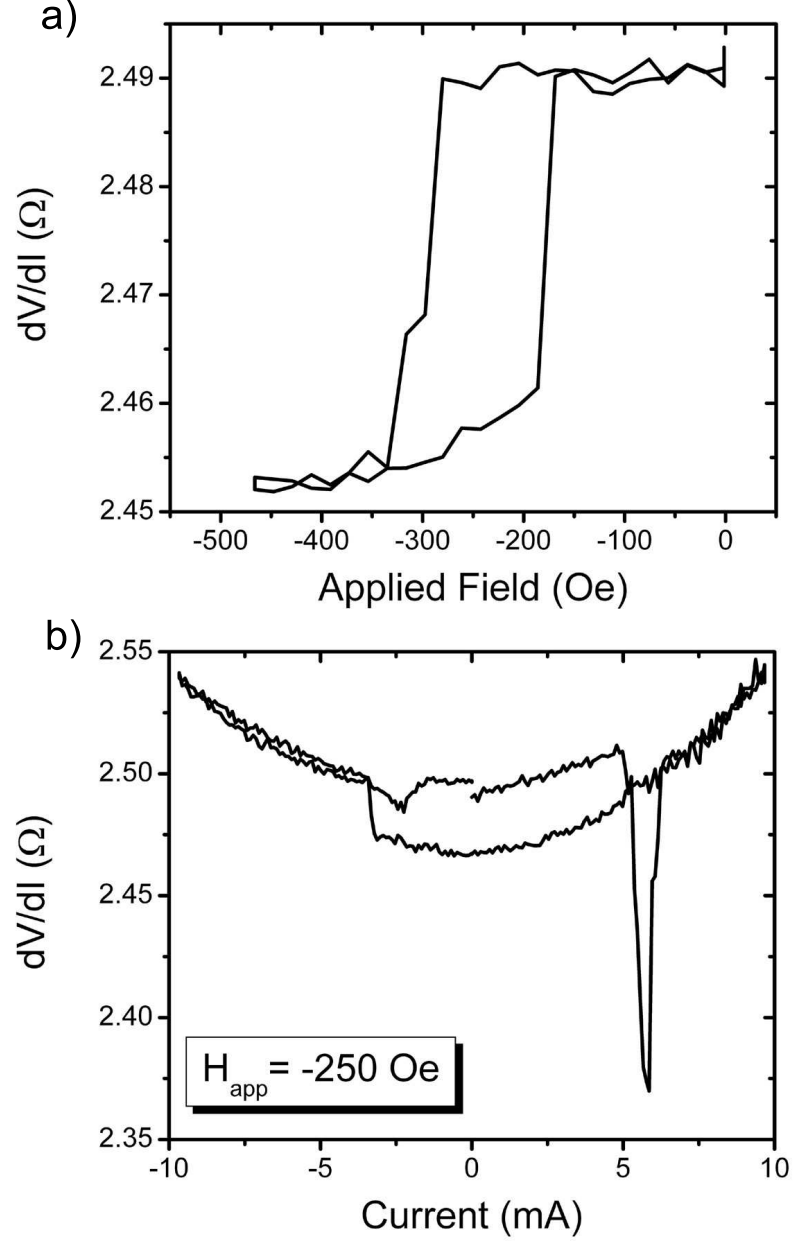 a)
2.49
2.48
2.47
2.46
2.45
dV/dI (Ω)
-500 -400 -300 -200 -100 0
Applied Field (Oe)
b)
2.55
2.50
2.45
2.40
2.35
dV/dI (Ω)
H_app = -250 Oe
-10 -5 0 5 10
Current (mA)